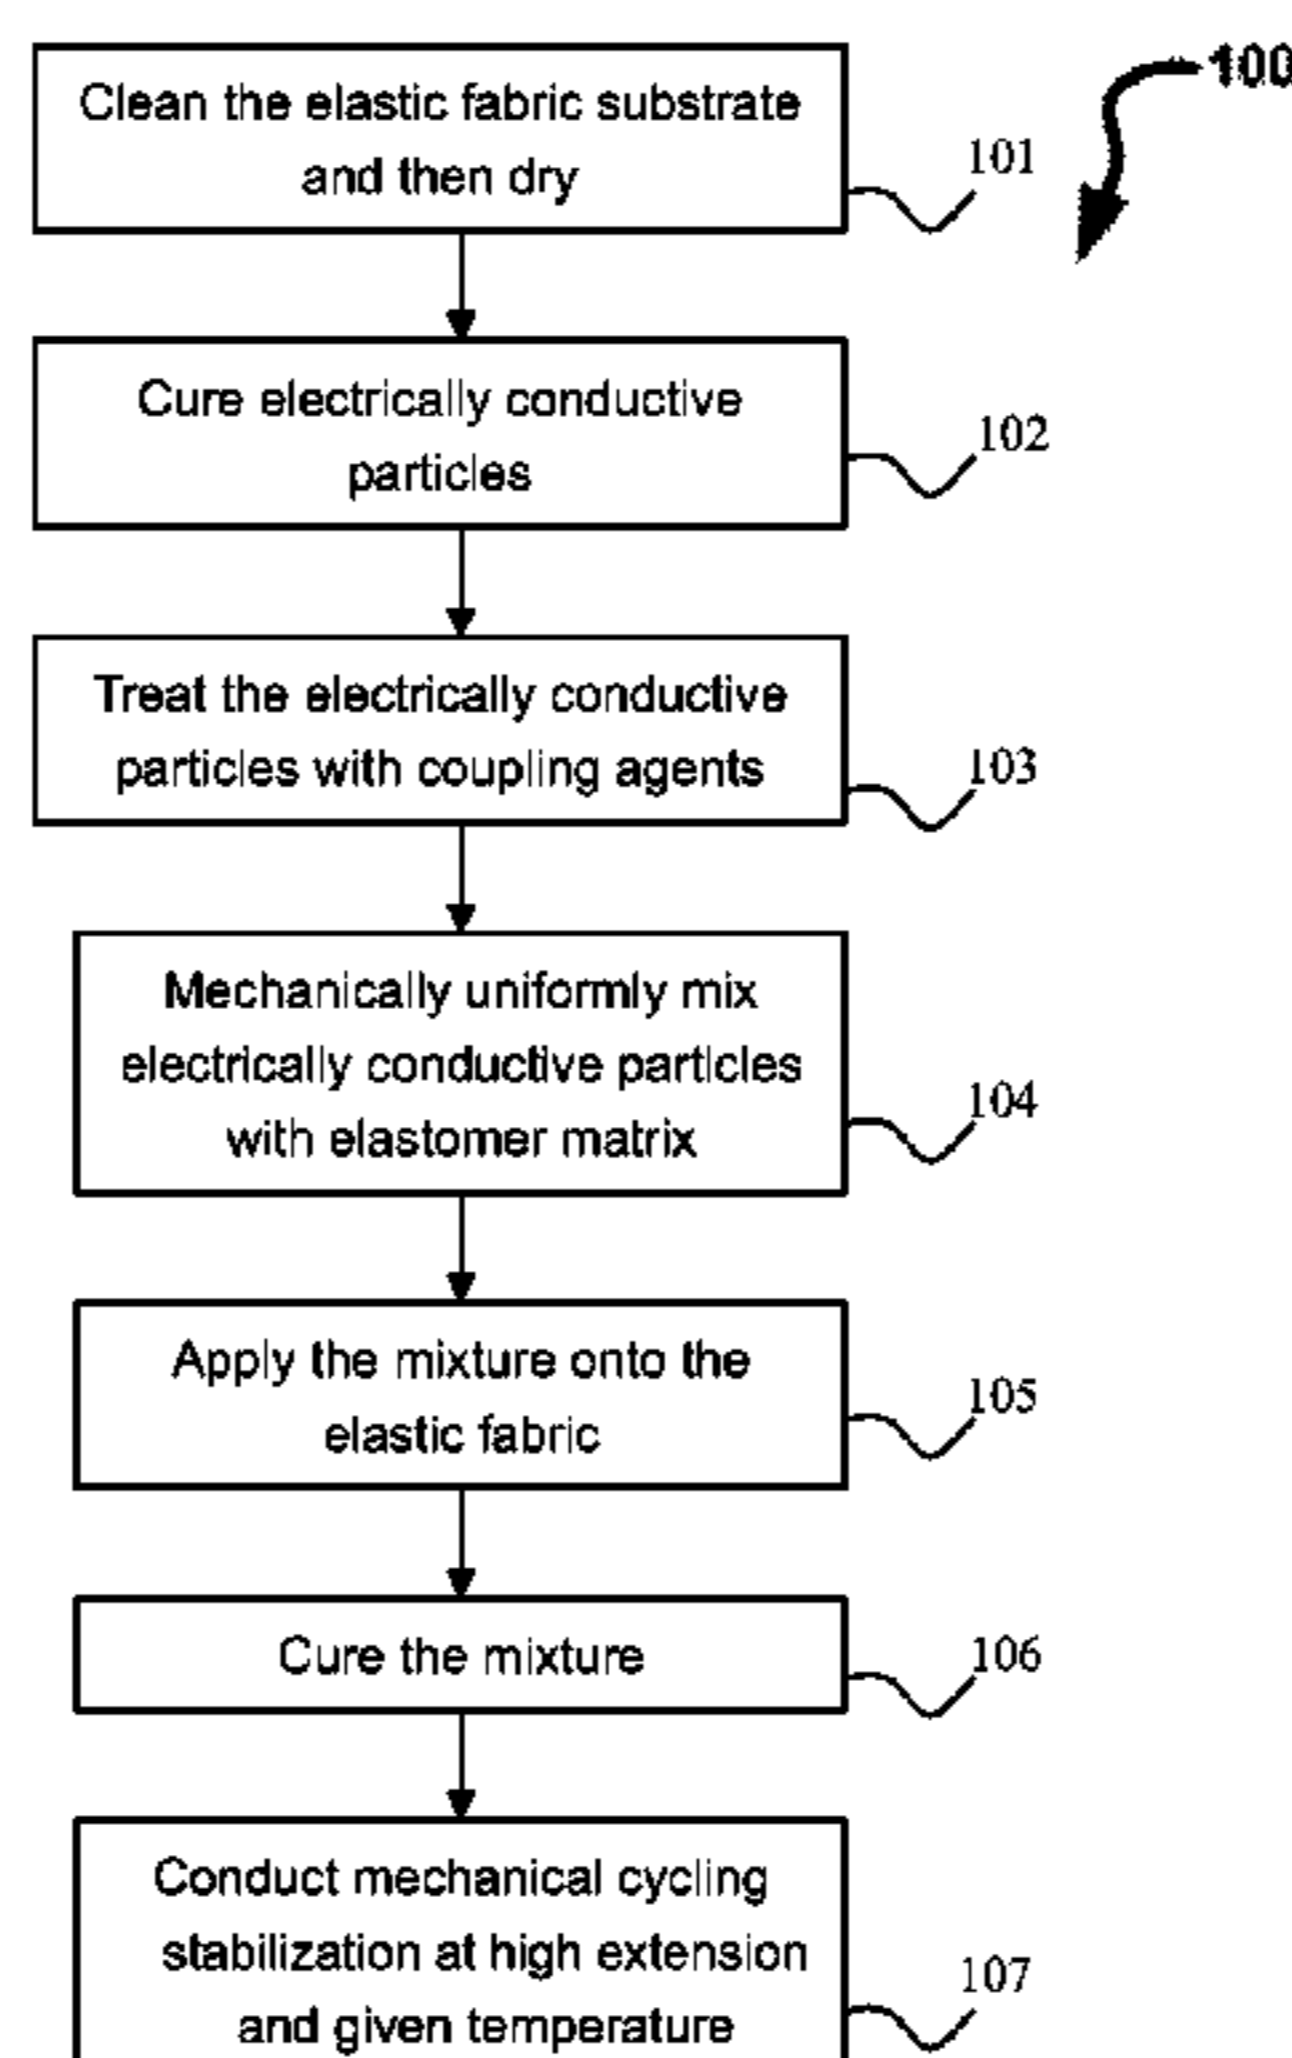 100
Clean the elastic fabric substrate
and then dry
101
Cure electrically conductive
particles
102
Treat the electrically conductive
particles with coupling agents
103
Mechanically uniformly mix
electrically conductive particles
with elastomer matrix
104
Apply the mixture onto the
elastic fabric
105
Cure the mixture
106
Conduct mechanical cycling
stabilization at high extension
and given temperature
107